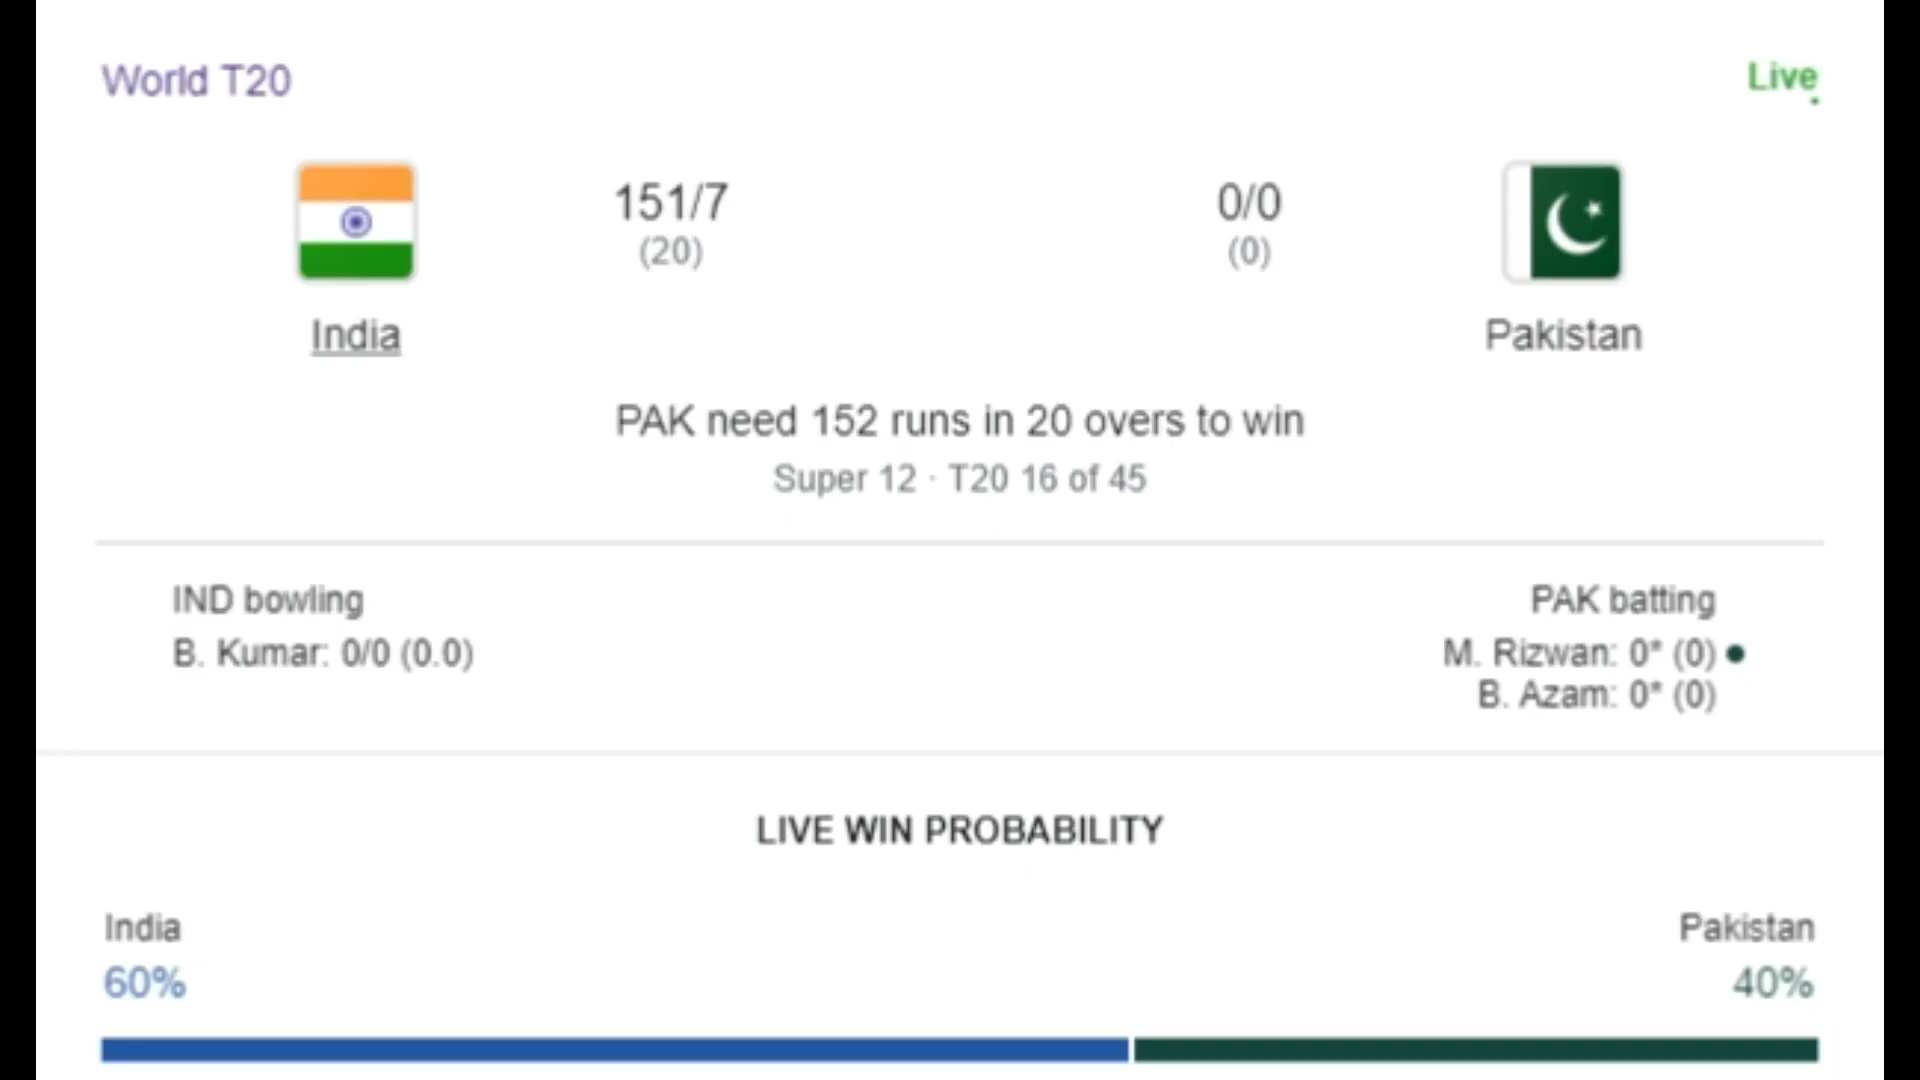 World T20
Live
151/7
(20)
0/0
(0)
India
Pakistan
PAK need 152 runs in 20 overs to win
Super 12 · T20 16 of 45
IND bowling
B. Kumar: 0/0 (0.0)
PAK batting
M. Rizwan: 0* (0)
B. Azam: 0* (0)
LIVE WIN PROBABILITY
India
60%
Pakistan
40%